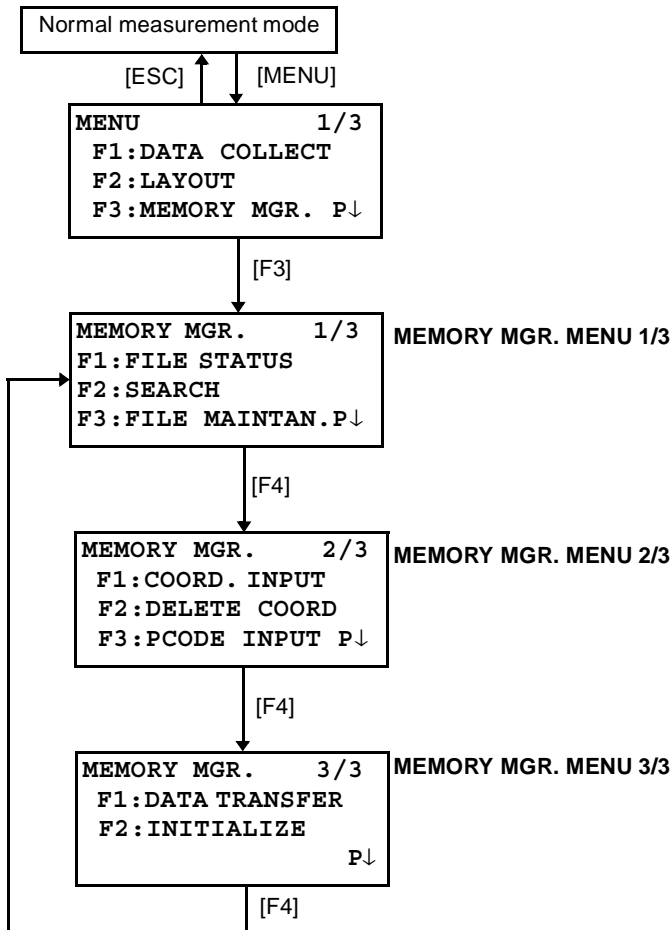 Normal measurement mode
[ESC] [MENU]
MENU 1/3
F1:DATA COLLECT
F2:LAYOUT
F3:MEMORY MGR. P↓
[F3]
MEMORY MGR. 1/3 MEMORY MGR. MENU 1/3
F1:FILE STATUS
F2:SEARCH
F3:FILE MAINTAN.P↓
[F4]
MEMORY MGR. 2/3 MEMORY MGR. MENU 2/3
F1:COORD. INPUT
F2:DELETE COORD
F3:PCODE INPUT P↓
[F4]
MEMORY MGR. 3/3 MEMORY MGR. MENU 3/3
F1:DATA TRANSFER
F2:INITIALIZE
P↓
[F4]